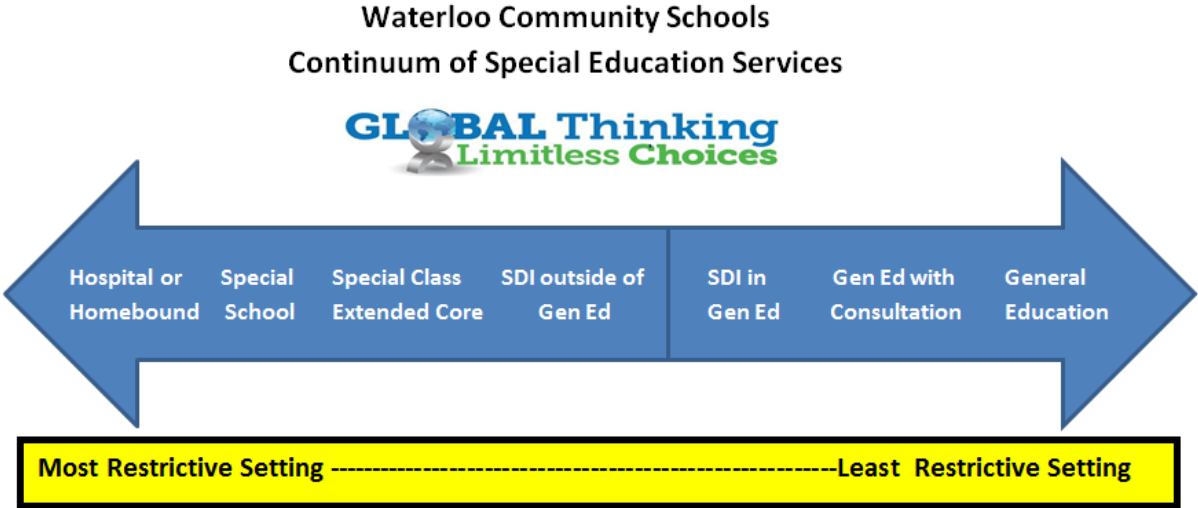 Waterloo Community Schools
Continuum of Special Education Services
GLOBAL Thinking
Limitless Choices
Hospital or Special Special Class SDI outside of SDI in Gen Ed with General
Homebound School Extended Core Gen Ed Gen Ed Consultation Education
Most Restrictive Setting -------------------------------------------------------------Least Restrictive Setting